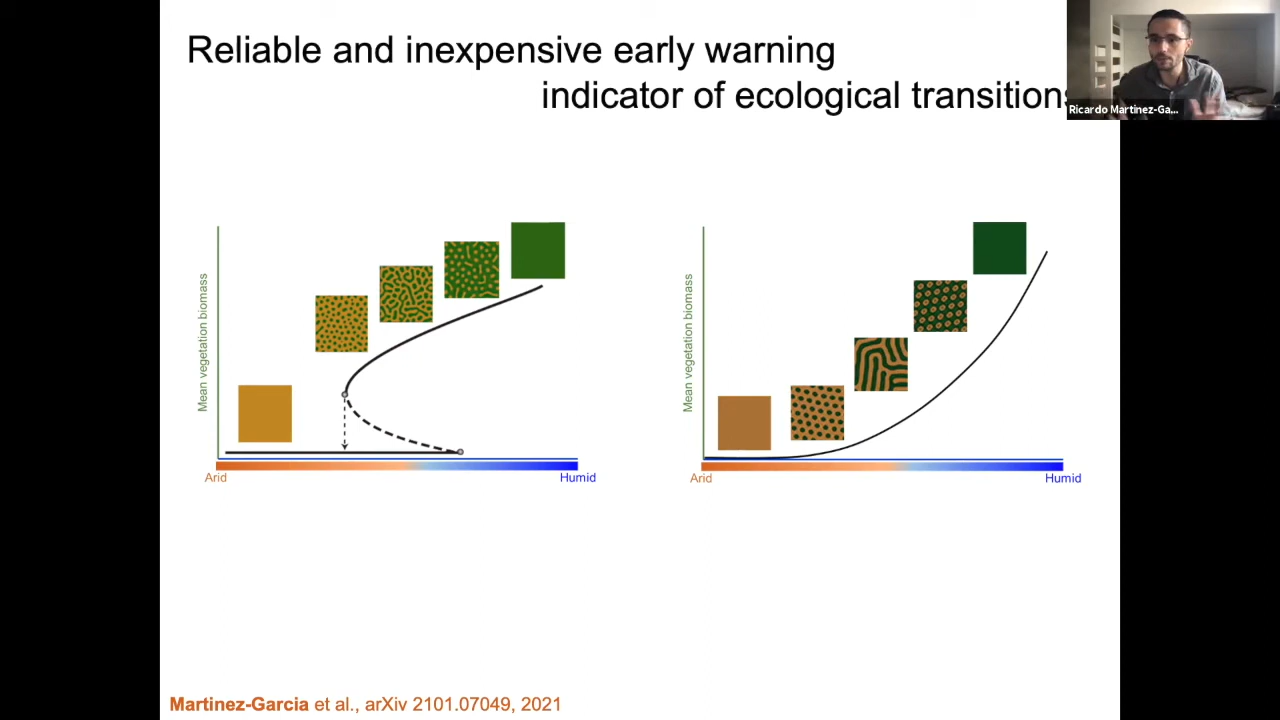 Reliable and inexpensive early warning
indicator of ecological transitions
Ricardo Martinez-Ga...
Mean vegetation biomass
Arid
Humid
Mean vegetation biomass
Arid
Humid
Martinez-Garcia et al., arXiv 2101.07049, 2021